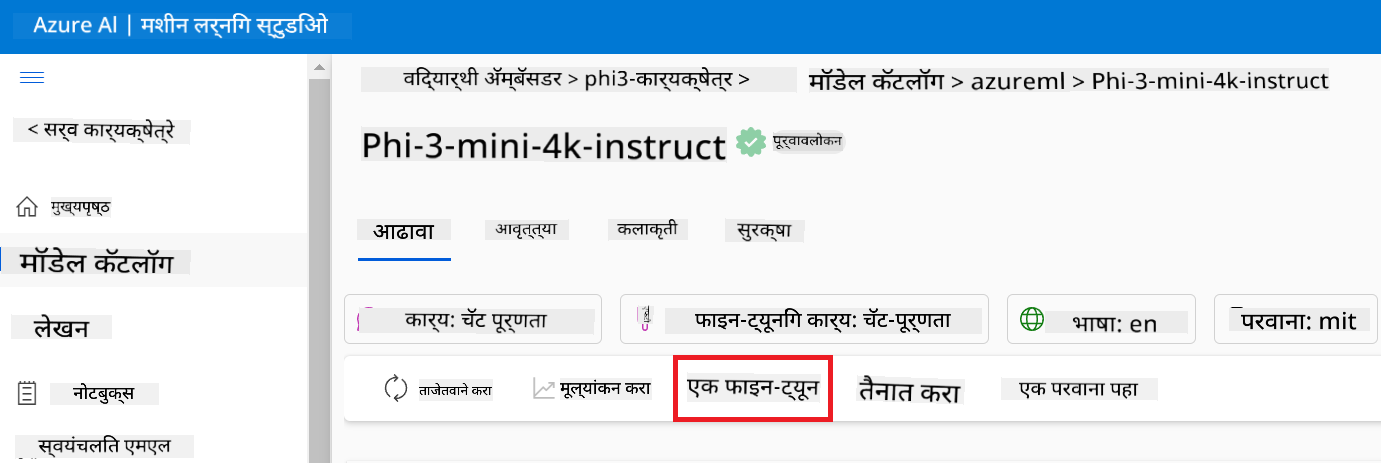 Azure AI | मशीन लर्निंग स्टुडिओ
विद्यार्थी अॅम्बॅसडर > phi3-कार्यक्षेत्र > मॉडेल कॅटलॉग > azureml > Phi-3-mini-4k-instruct
< सर्व कार्यक्षेत्रे
Phi-3-mini-4k-instruct पूर्वावलोकन
मुख्यपृष्ठ
आढावा आवृत्त्या कलाकृती सुरक्षा
मॉडेल कॅटलॉग
लेखन
कार्य: चॅट पूर्णता फाइन-ट्यूनिंग कार्य: चॅट-पूर्णता भाषा: en परवाना: mit
नोटबुक्स
ताजेतवाने करा मूल्यांकन करा एक फाइन-ट्यून तैनात करा एक परवाना पहा
स्वयंचलित एमएल